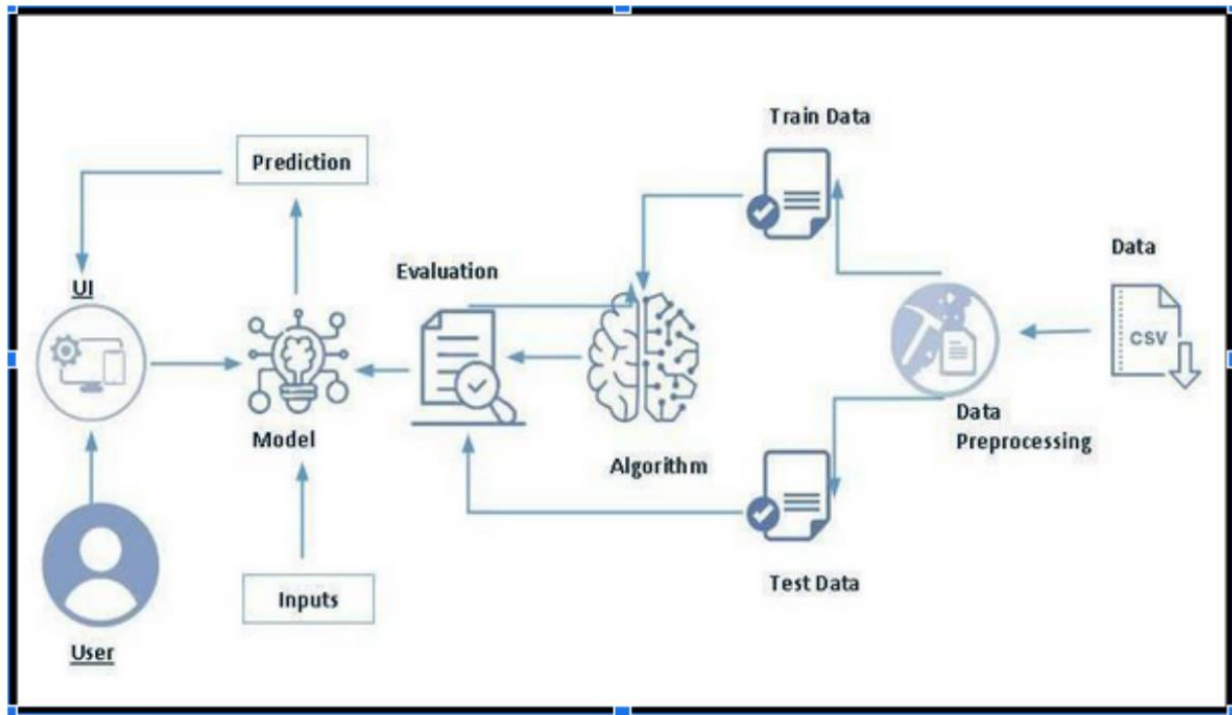 Train Data
Prediction
Data
Evaluation
UI
CSV
Data
Preprocessing
Model
Algorithm
Test Data
Inputs
User